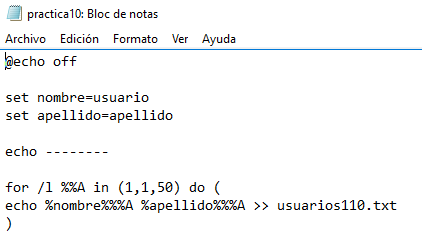 practica10: Bloc de notas
Archivo Edición Formato Ver Ayuda
@echo off
set nombre=usuario
set apellido=apellido
echo --------
for /l %%A in (1,1,50) do (
echo %nombre%%%A %apellido%%%A >> usuarios110.txt
)